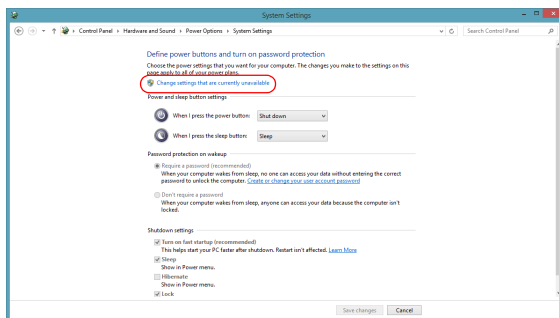 System Settings
Control Panel › Hardware and Sound › Power Options › System Settings
Search Control Panel
Define power buttons and turn on password protection
Choose the power settings that you want for your computer. The changes you make to the settings on this
page apply to all of your power plans.
Change settings that are currently unavailable
Power and sleep button settings
When I press the power button: Shut down
When I press the sleep button: Sleep
Password protection on wakeup
Require a password (recommended)
When your computer wakes from sleep, no one can access your data without entering the correct
password to unlock the computer. Create or change your user account password
Don't require a password
When your computer wakes from sleep, anyone can access your data because the computer isn't
locked.
Shutdown settings
Turn on fast startup (recommended)
This helps start your PC faster after shutdown. Restart isn't affected. Learn More
Sleep
Show in Power menu.
Hibernate
Show in Power menu.
Lock
Save changes Cancel